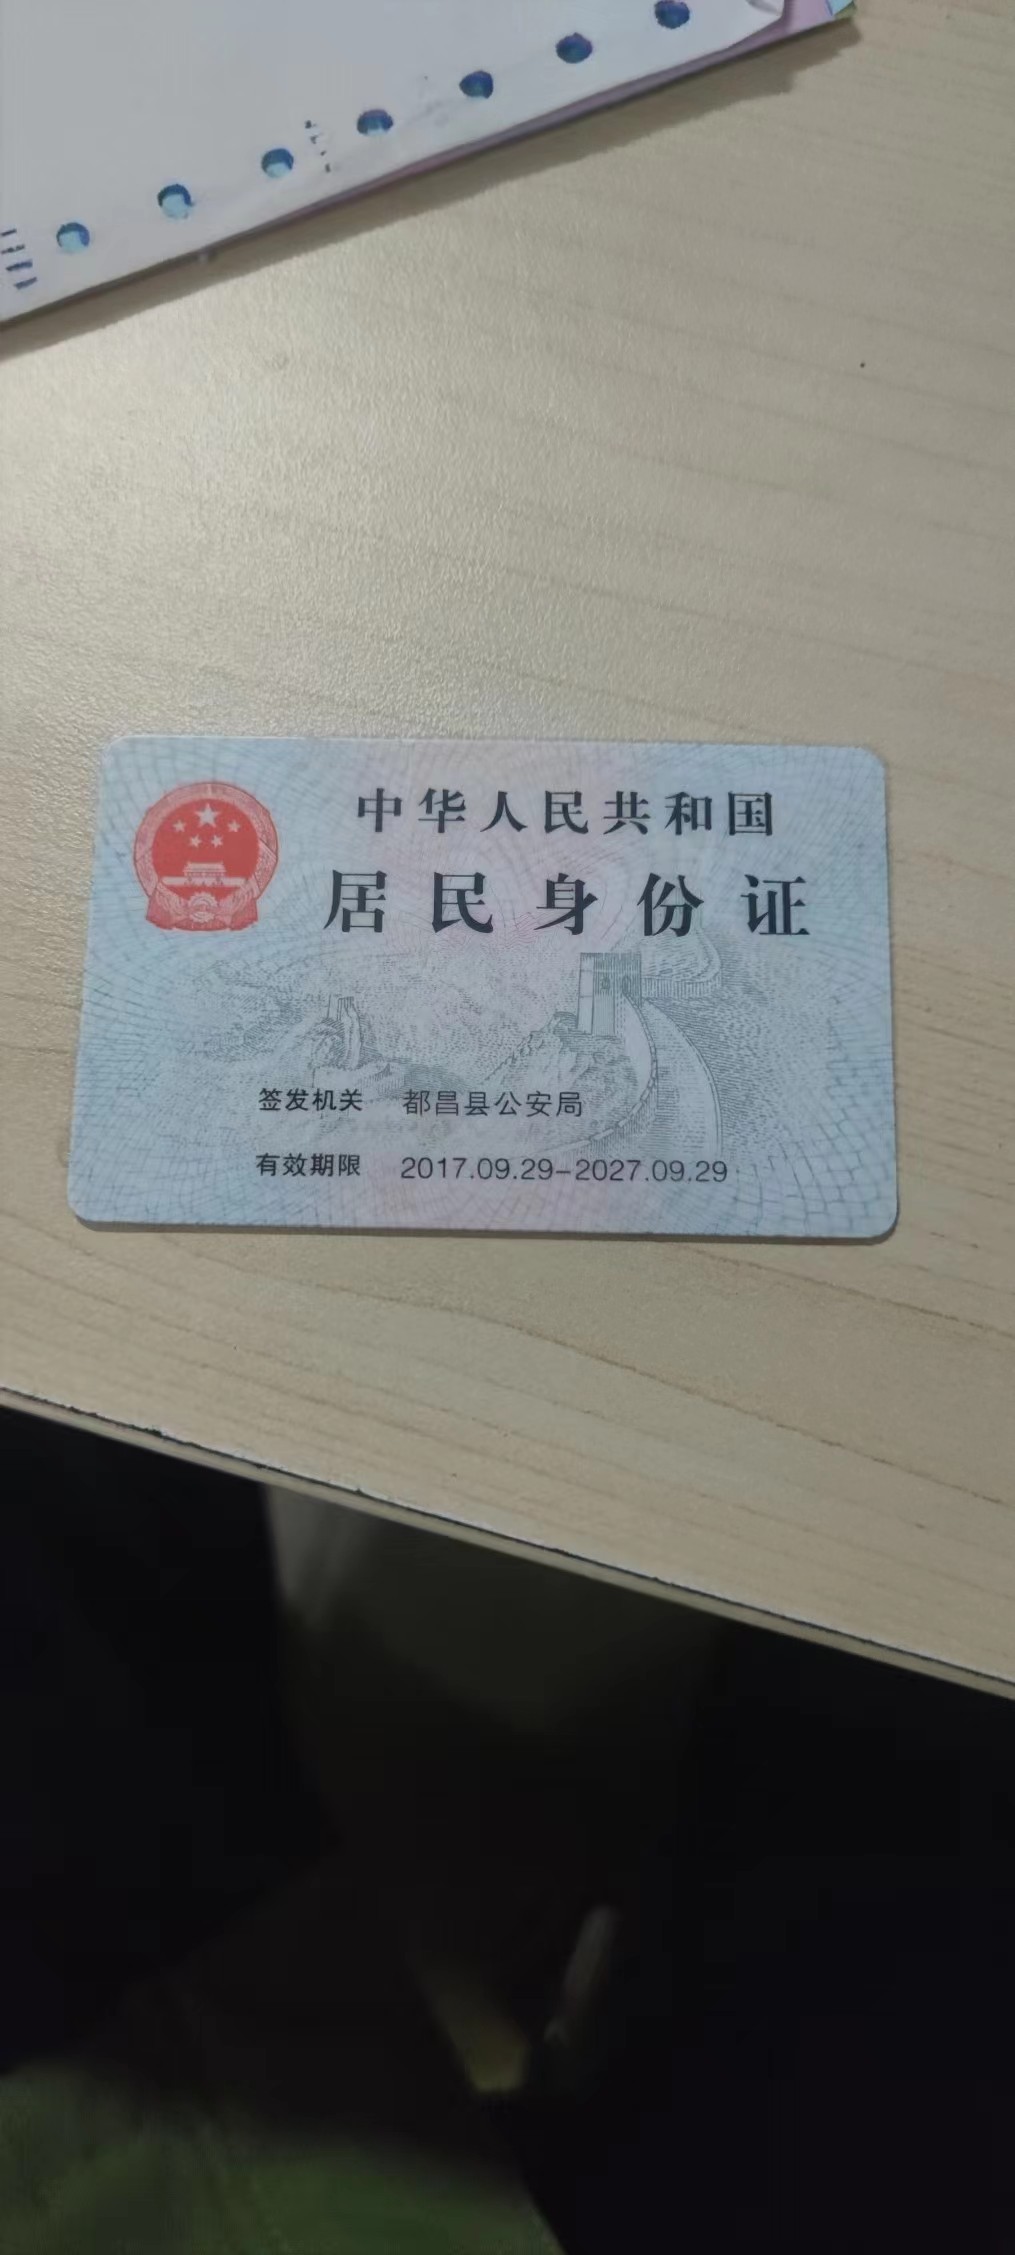 中华人民共和国
居民身份证
签发机关 都昌县公安局
有效期限 2017.09.29-2027.09.29